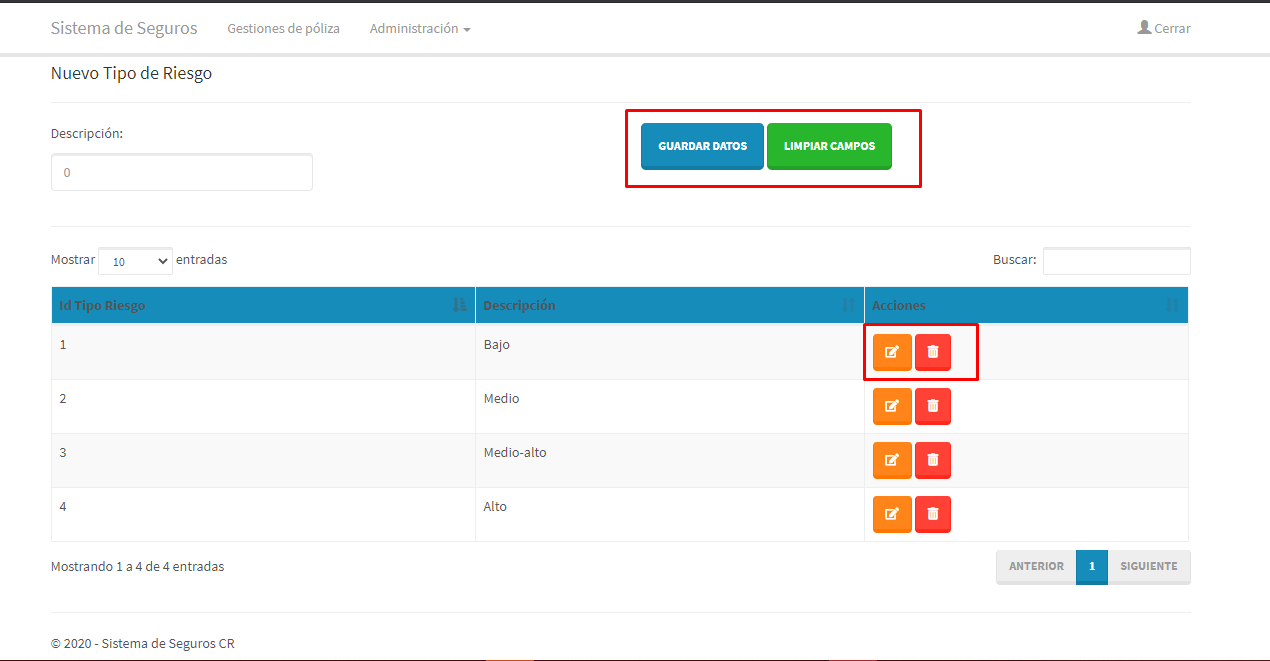 Sistema de Seguros Gestiones de póliza Administración Cerrar
Nuevo Tipo de Riesgo
Descripción:
0
GUARDAR DATOS LIMPIAR CAMPOS
Mostrar 10 entradas Buscar:
Id Tipo Riesgo Descripción Acciones
1 Bajo
2 Medio
3 Medio-alto
4 Alto
Mostrando 1 a 4 de 4 entradas ANTERIOR 1 SIGUIENTE
© 2020 - Sistema de Seguros CR